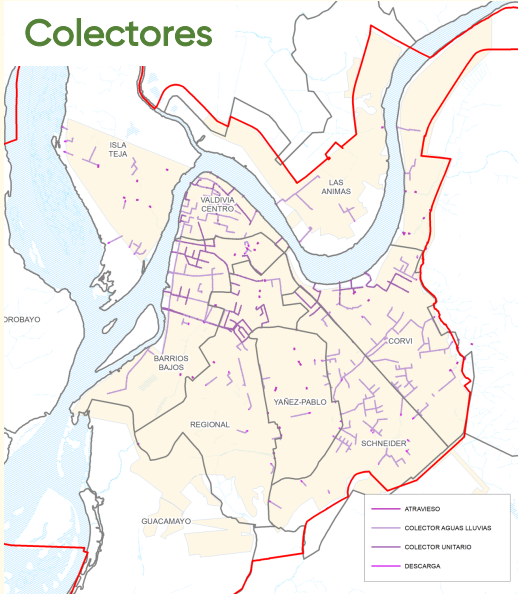 Colectores
ISLA
TEJA
LAS
ANIMAS
VALDIVIA
CENTRO
OROBAYO
CORVI
BARRIOS
BAJOS
YAÑEZ-PABLO
REGIONAL
SCHNEIDER
GUACAMAYO
ATRAVIESO
COLECTOR AGUAS LLUVIAS
COLECTOR UNITARIO
DESCARGA